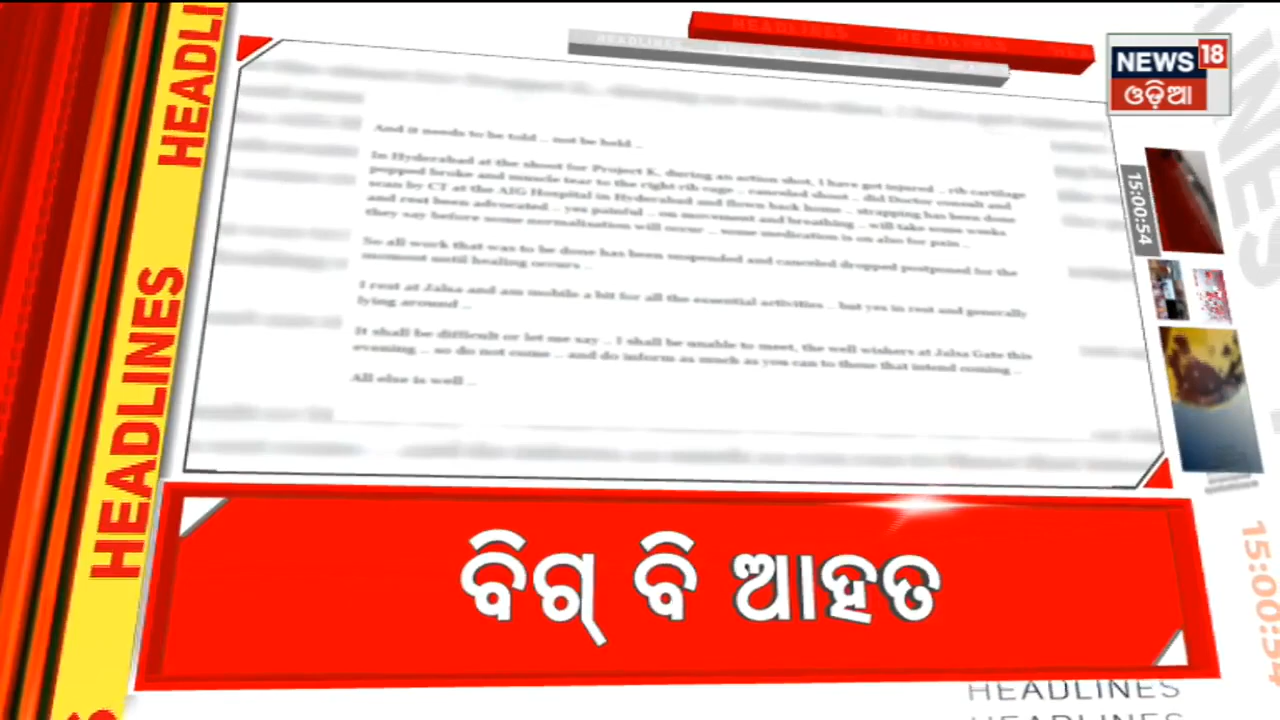 HEADLINES
HEADLINES
HEADLINES
NEWS 18
ଓଡ଼ିଆ
And it needs to be told .. not be held ..
In Hyderabad at the shoot for Project K, during an action shot, I have got injured .. rib cartilage
popped broke and muscle tear to the right rib cage .. canceled shoot .. did Doctor consult and
scan by CT at the AIG Hospital in Hyderabad and flown back home .. strapping has been done
and rest been advocated .. yes painful .. on movement and breathing .. will take some weeks
they say before some normalisation will occur .. some medication is on also for pain ..
So all work that was to be done has been suspended and canceled dropped postponed for the
moment until healing occurs ..
I rest at Jalsa and am mobile a bit for all the essential activities .. but yes in rest and generally
lying around ..
It shall be difficult or let me say .. I shall be unable to meet, the well wishers at Jalsa Gate this
evening .. so do not come .. and do inform as much as you can to those that intend coming ..
All else is well ..
15:00:54
HEADLI
HEADLINES
ବିଗ୍ ବି ଆହତ
15:00:54
HEADLINES
HEADLINES